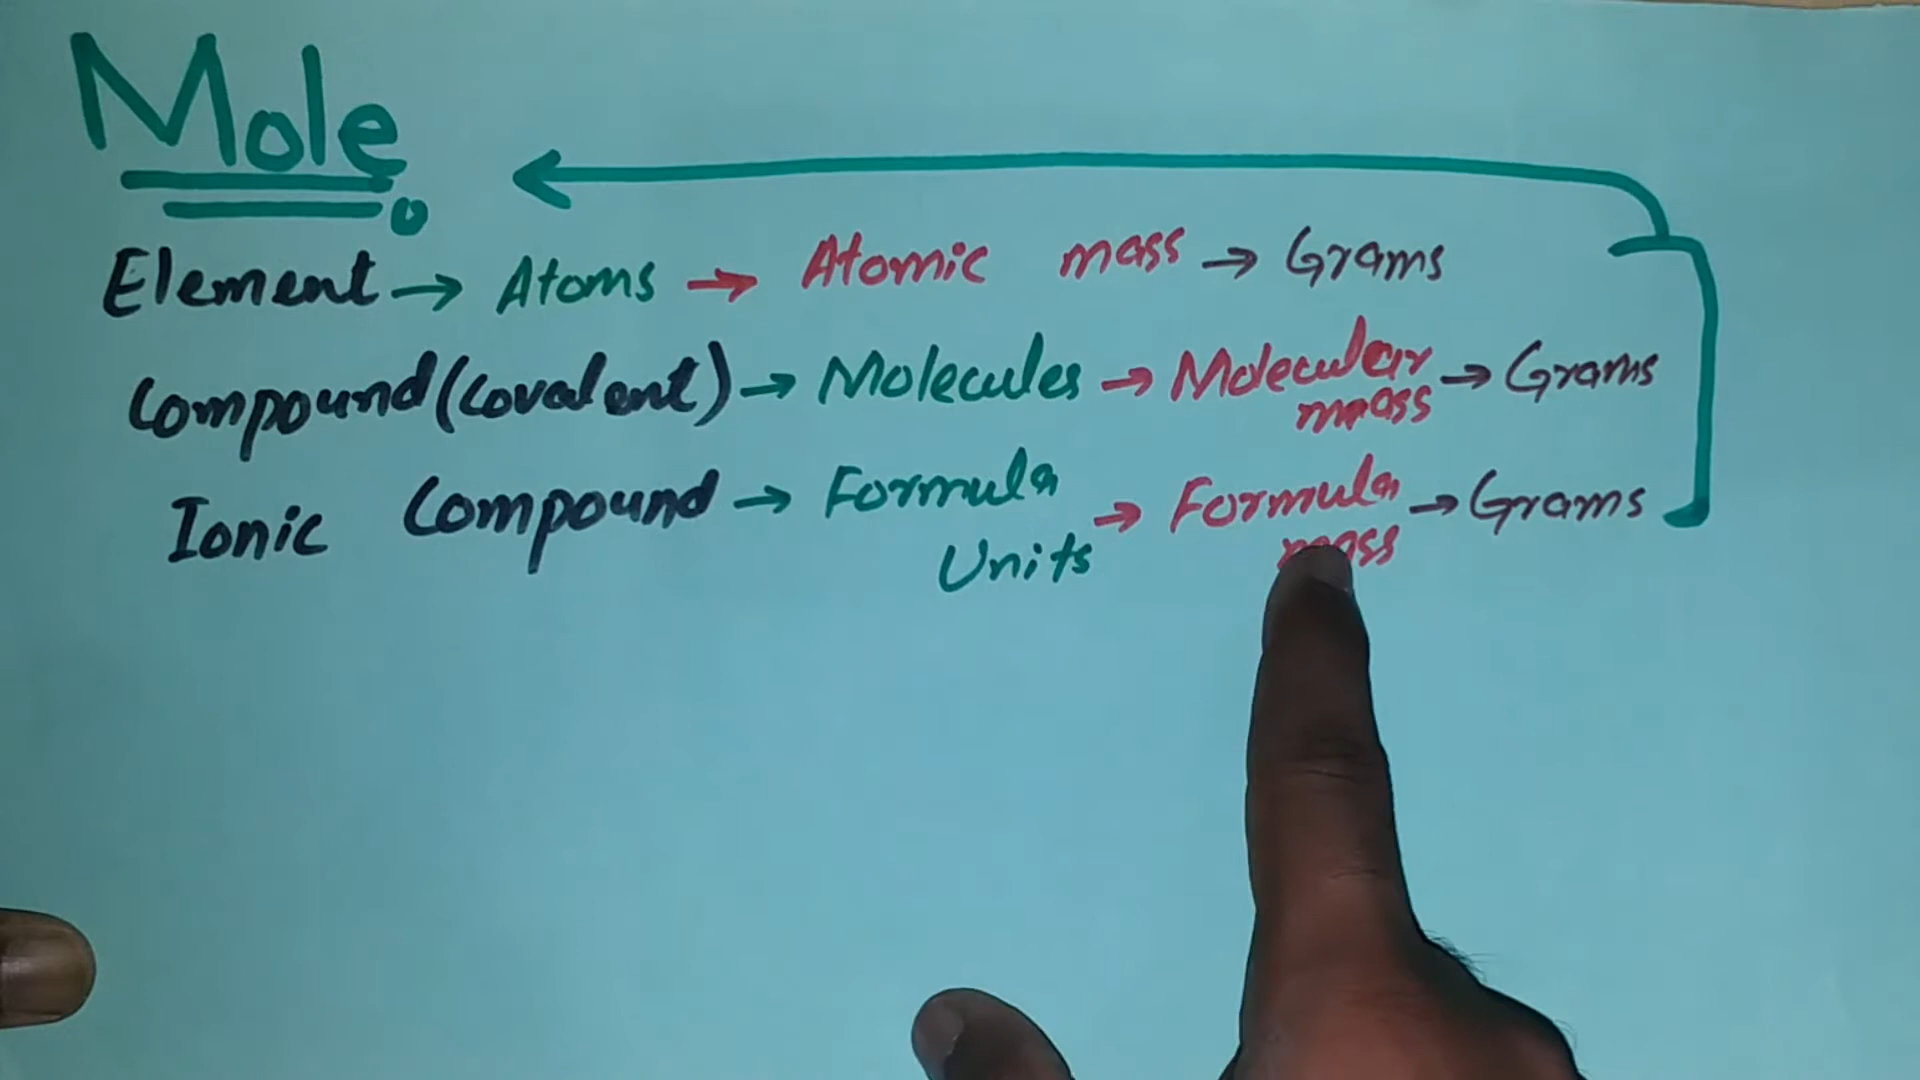 Mole
Element → Atoms → Atomic mass → Grams
Compound (Covalent) → Molecules → Molecular mass → Grams
Ionic Compound → Formula Units → Formula mass → Grams